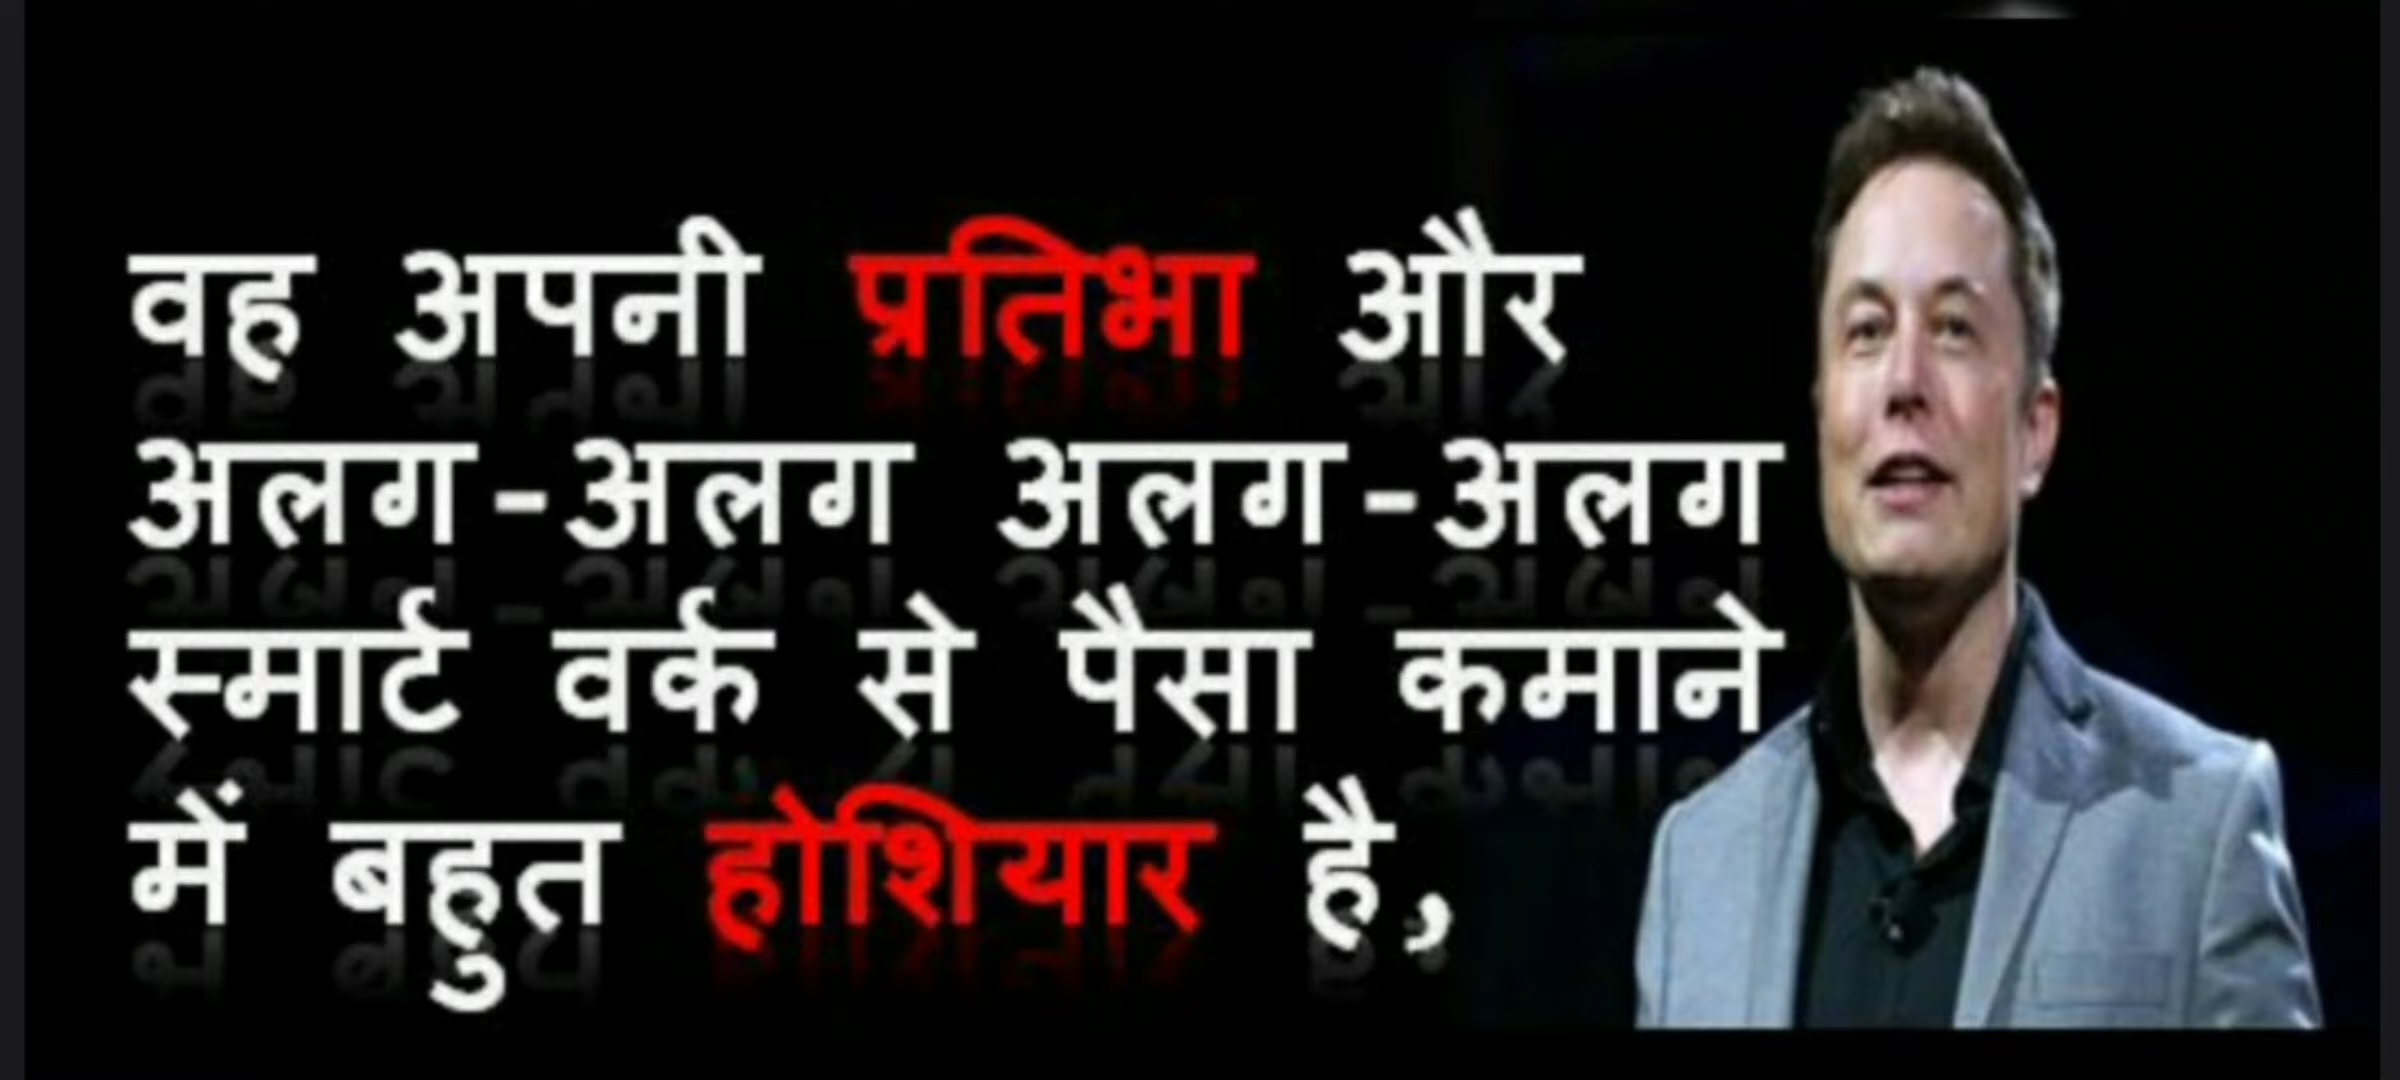 वह अपनी प्रतिभा और
अलग-अलग अलग-अलग
स्मार्ट वर्क से पैसा कमाने
में बहुत होशियार है,